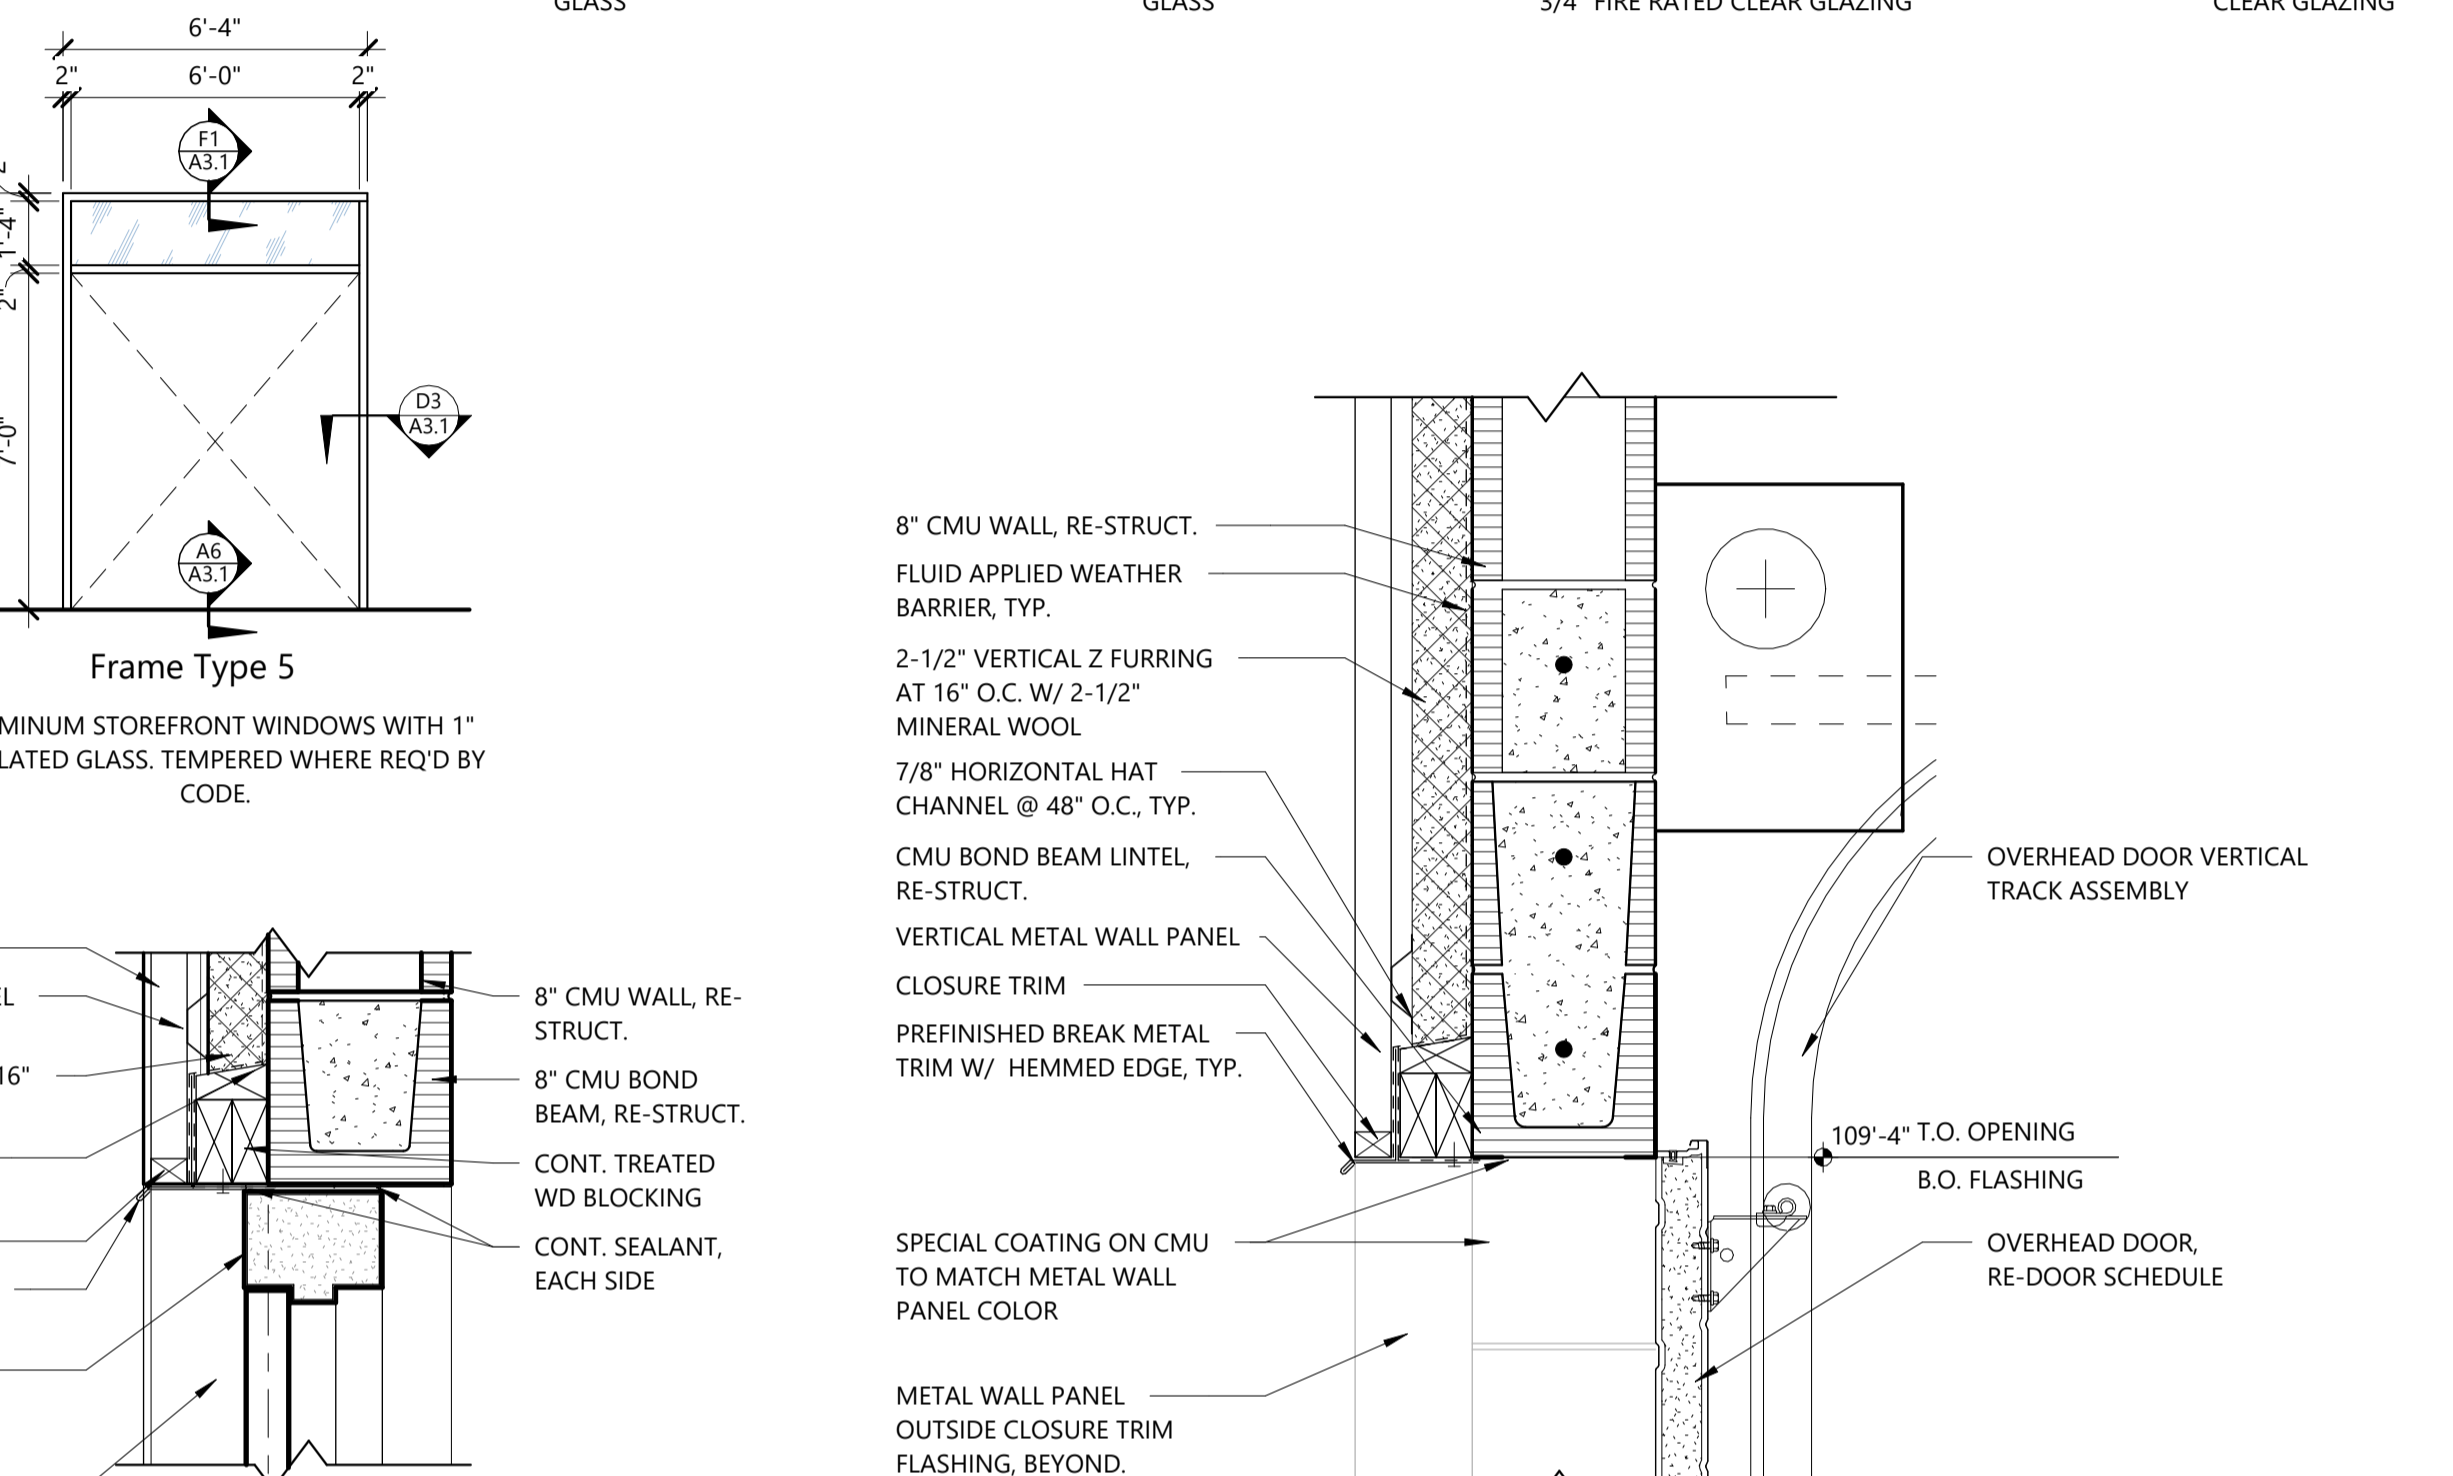 GLASS
GLASS
3/4" FIRE RATED CLEAR GLAZING
CLEAR GLAZING
6'-4"
2"
6'-0"
2"
F1
A3.1
1'-4"
2"
7'-0"
D3
A3.1
A6
A3.1
Frame Type 5
MINUM STOREFRONT WINDOWS WITH 1"
LATED GLASS. TEMPERED WHERE REQ'D BY
CODE.
16"
8" CMU WALL, RE-
STRUCT.
8" CMU BOND
BEAM, RE-STRUCT.
CONT. TREATED
WD BLOCKING
CONT. SEALANT,
EACH SIDE
8" CMU WALL, RE-STRUCT.
FLUID APPLIED WEATHER
BARRIER, TYP.
2-1/2" VERTICAL Z FURRING
AT 16" O.C. W/ 2-1/2"
MINERAL WOOL
7/8" HORIZONTAL HAT
CHANNEL @ 48" O.C., TYP.
CMU BOND BEAM LINTEL,
RE-STRUCT.
VERTICAL METAL WALL PANEL
CLOSURE TRIM
PREFINISHED BREAK METAL
TRIM W/ HEMMED EDGE, TYP.
SPECIAL COATING ON CMU
TO MATCH METAL WALL
PANEL COLOR
METAL WALL PANEL
OUTSIDE CLOSURE TRIM
FLASHING, BEYOND.
OVERHEAD DOOR VERTICAL
TRACK ASSEMBLY
109'-4" T.O. OPENING
B.O. FLASHING
OVERHEAD DOOR,
RE-DOOR SCHEDULE